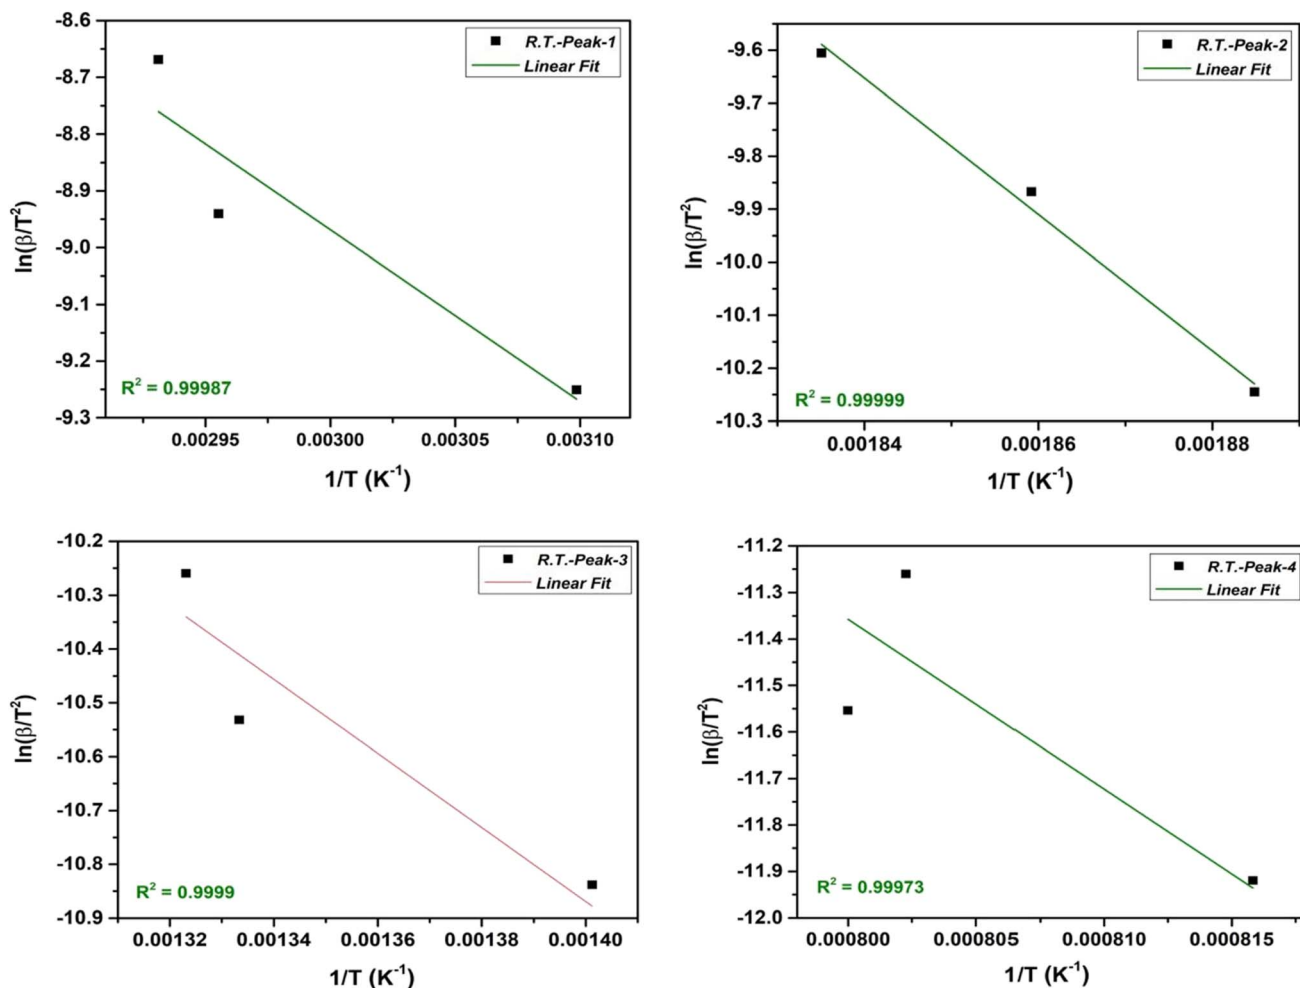 -8.6
-8.7
-8.8
-8.9
-9.0
-9.1
-9.2
-9.3
ln(β/T²)
R.T.-Peak-1
Linear Fit
R² = 0.99987
0.00295 0.00300 0.00305 0.00310
1/T (K⁻¹)
-9.6
-9.7
-9.8
-9.9
-10.0
-10.1
-10.2
-10.3
ln(β/T²)
R.T.-Peak-2
Linear Fit
R² = 0.99999
0.00184 0.00186 0.00188
1/T (K⁻¹)
-10.2
-10.3
-10.4
-10.5
-10.6
-10.7
-10.8
-10.9
ln(β/T²)
R.T.-Peak-3
Linear Fit
R² = 0.9999
0.00132 0.00134 0.00136 0.00138 0.00140
1/T (K⁻¹)
-11.2
-11.3
-11.4
-11.5
-11.6
-11.7
-11.8
-11.9
-12.0
ln(β/T²)
R.T.-Peak-4
Linear Fit
R² = 0.99973
0.000800 0.000805 0.000810 0.000815
1/T (K⁻¹)